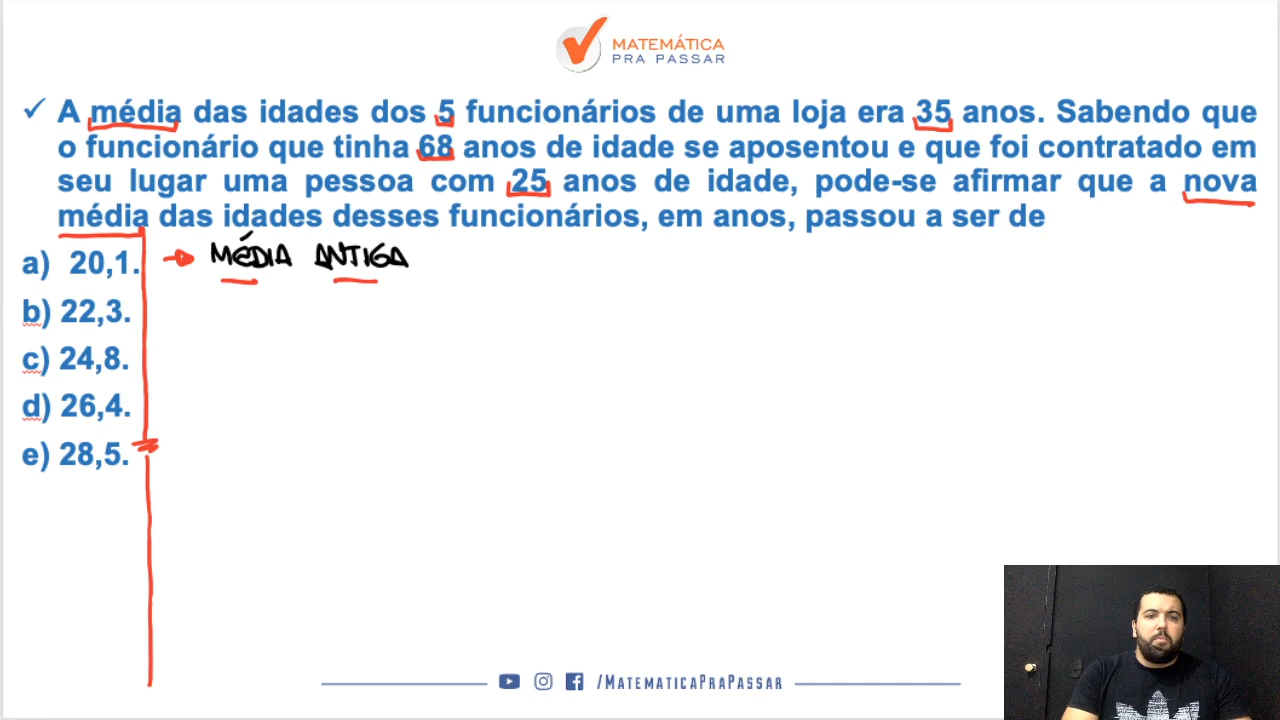 MATEMÁTICA
PRA PASSAR
✓ A média das idades dos 5 funcionários de uma loja era 35 anos. Sabendo que
o funcionário que tinha 68 anos de idade se aposentou e que foi contratado em
seu lugar uma pessoa com 25 anos de idade, pode-se afirmar que a nova
média das idades desses funcionários, em anos, passou a ser de
a) 20,1.
MÉDIA ANTIGA
b) 22,3.
c) 24,8.
d) 26,4.
e) 28,5.
/MATEMATICAPRAPASSAR